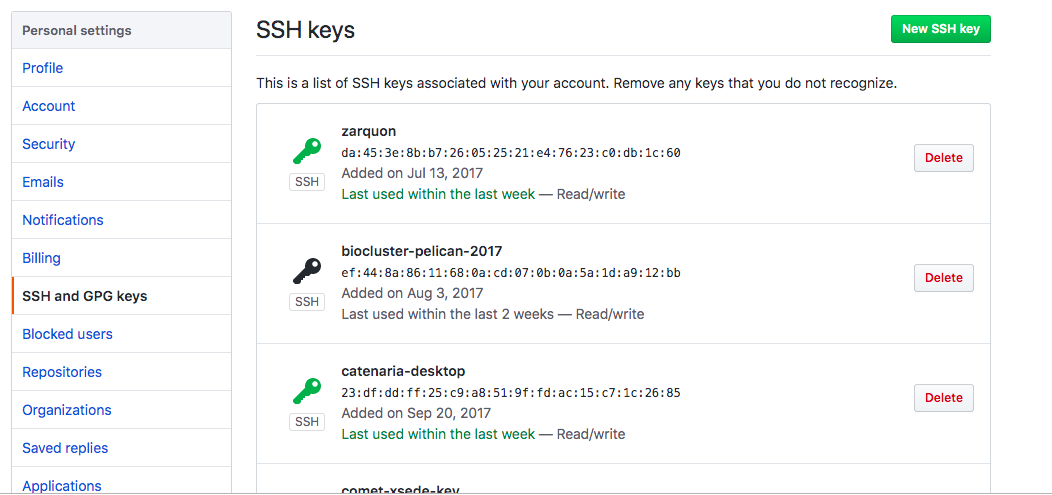 Personal settings
Profile
Account
Security
Emails
Notifications
Billing
SSH and GPG keys
Blocked users
Repositories
Organizations
Saved replies
Applications
SSH keys
New SSH key
This is a list of SSH keys associated with your account. Remove any keys that you do not recognize.
zarquon
da:45:3e:8b:b7:26:05:25:21:e4:76:23:c0:db:1c:60
Added on Jul 13, 2017
Last used within the last week — Read/write
SSH
Delete
biocluster-pelican-2017
ef:44:8a:86:11:68:0a:cd:07:0b:0a:5a:1d:a9:12:bb
Added on Aug 3, 2017
Last used within the last 2 weeks — Read/write
SSH
Delete
catenaria-desktop
23:df:dd:ff:25:c9:a8:51:9f:fd:ac:15:c7:1c:26:85
Added on Sep 20, 2017
Last used within the last week — Read/write
SSH
Delete
comet-xsede-key